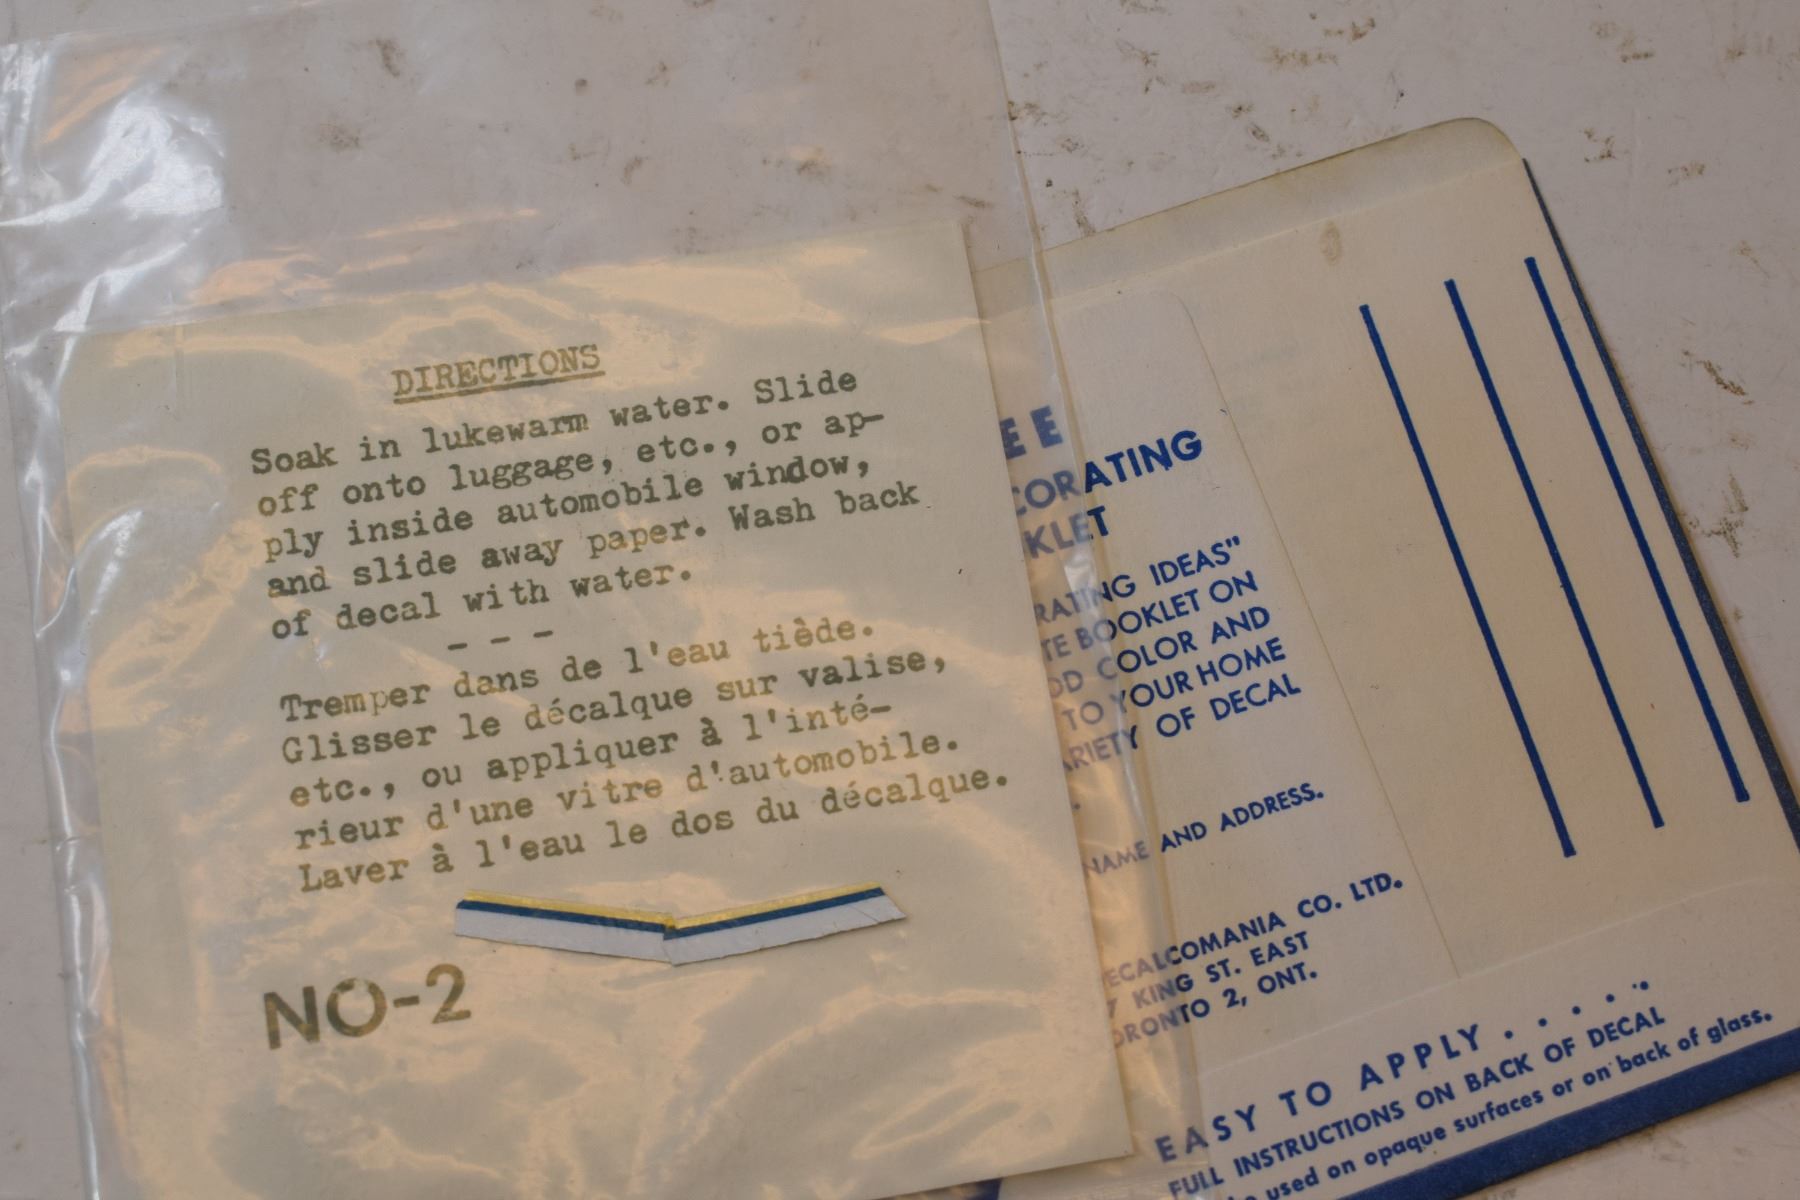 DIRECTIONS
Soak in lukewarm water. Slide
off onto luggage, etc., or ap-
ply inside automobile window,
and slide away paper. Wash back
of decal with water.
- - -
Tremper dans de l'eau tiède.
Glisser le décalque sur valise,
etc., ou appliquer à l'inté-
rieur d'une vitre d'automobile.
Laver à l'eau le dos du décalque.
NO-2
EE
CORATING
KLET
RATING IDEAS"
TE BOOKLET ON
OD COLOR AND
TO YOUR HOME
ARIETY OF DECAL
NAME AND ADDRESS.
ECALCOMANIA CO. LTD.
7 KING ST. EAST
ORONTO 2, ONT.
EASY TO APPLY . . . . . .
FULL INSTRUCTIONS ON BACK OF DECAL
used on opaque surfaces or on back of glass.